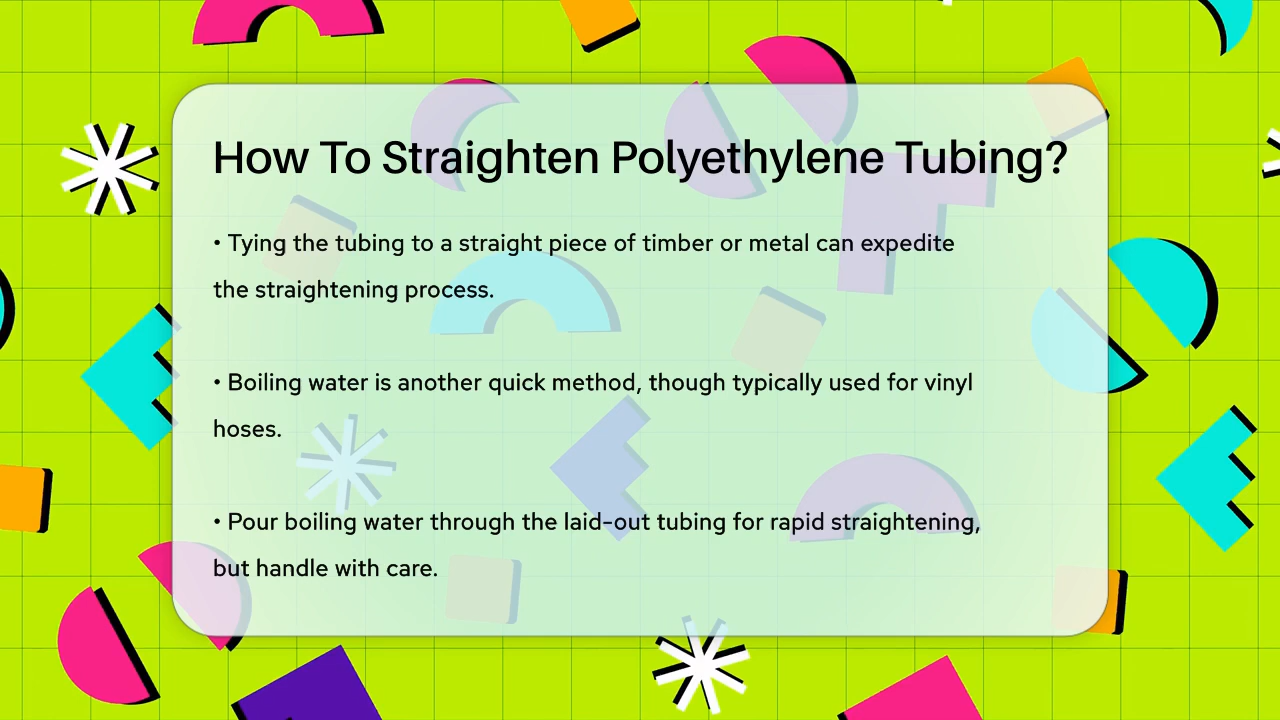 How To Straighten Polyethylene Tubing?
• Tying the tubing to a straight piece of timber or metal can expedite
the straightening process.
• Boiling water is another quick method, though typically used for vinyl
hoses.
• Pour boiling water through the laid-out tubing for rapid straightening,
but handle with care.